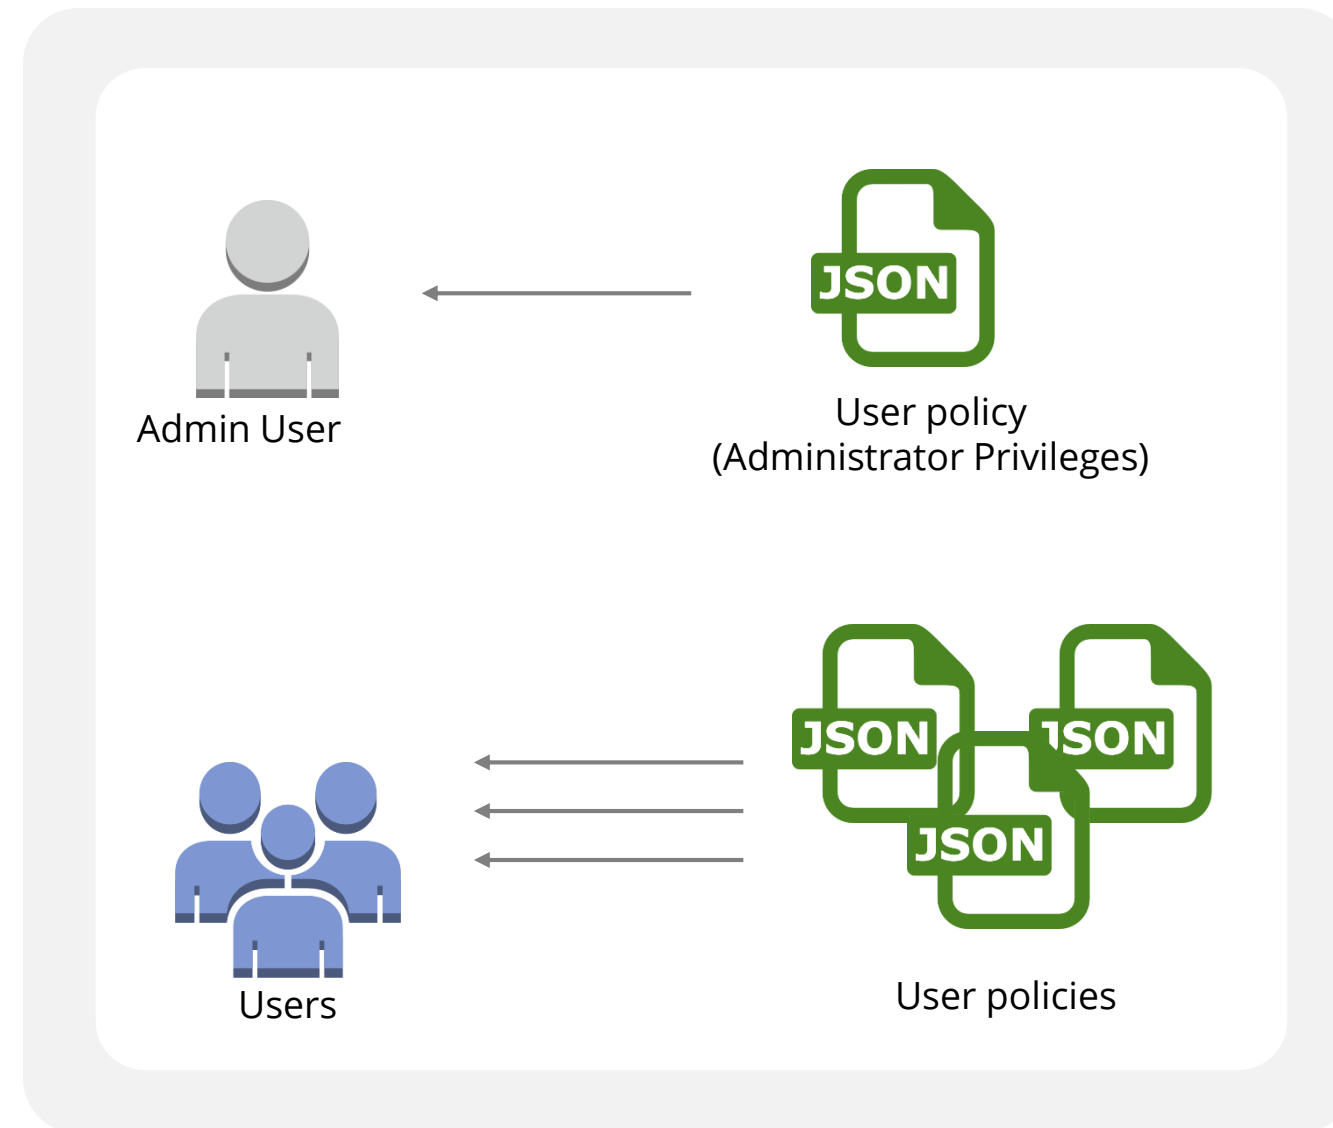 JSON
Admin User
User policy
(Administrator Privileges)
JSON
JSON
JSON
Users
User policies